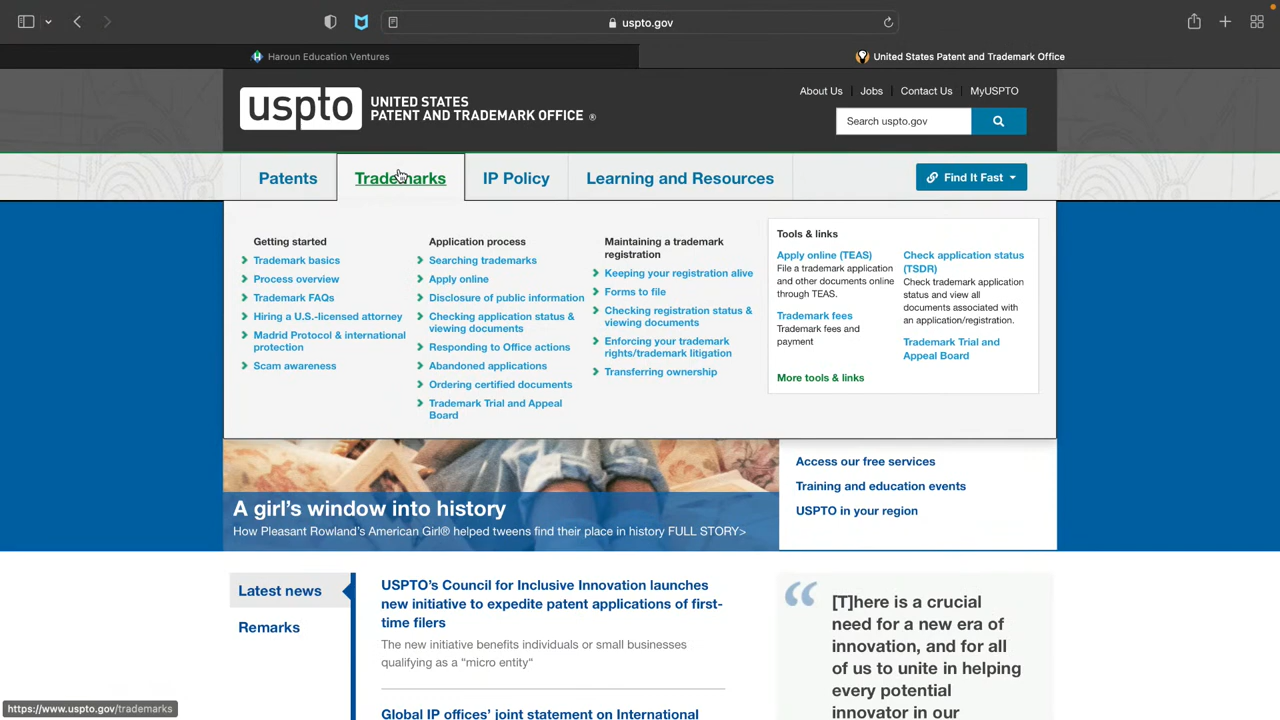 uspto.gov
Haroun Education Ventures
United States Patent and Trademark Office
uspto
UNITED STATES
PATENT AND TRADEMARK OFFICE ®
About Us
Jobs
Contact Us
MyUSPTO
Search uspto.gov
Patents
Trademarks
IP Policy
Learning and Resources
Find It Fast
Getting started
Trademark basics
Process overview
Trademark FAQs
Hiring a U.S.-licensed attorney
Madrid Protocol & international
protection
Scam awareness
Application process
Searching trademarks
Apply online
Disclosure of public information
Checking application status &
viewing documents
Responding to Office actions
Abandoned applications
Ordering certified documents
Trademark Trial and Appeal
Board
Maintaining a trademark
registration
Keeping your registration alive
Forms to file
Checking registration status &
viewing documents
Enforcing your trademark
rights/trademark litigation
Transferring ownership
Tools & links
Apply online (TEAS)
File a trademark application
and other documents online
through TEAS.
Trademark fees
Trademark fees and
payment
More tools & links
Check application status
(TSDR)
Check trademark application
status and view all
documents associated with
an application/registration.
Trademark Trial and
Appeal Board
A girl's window into history
How Pleasant Rowland's American Girl® helped tweens find their place in history FULL STORY>
Access our free services
Training and education events
USPTO in your region
Latest news
Remarks
USPTO's Council for Inclusive Innovation launches
new initiative to expedite patent applications of first-
time filers
The new initiative benefits individuals or small businesses
qualifying as a "micro entity"
Global IP offices' joint statement on International
“
[T]here is a crucial
need for a new era of
innovation, and for all
of us to unite in helping
every potential
innovator in our
https://www.uspto.gov/trademarks